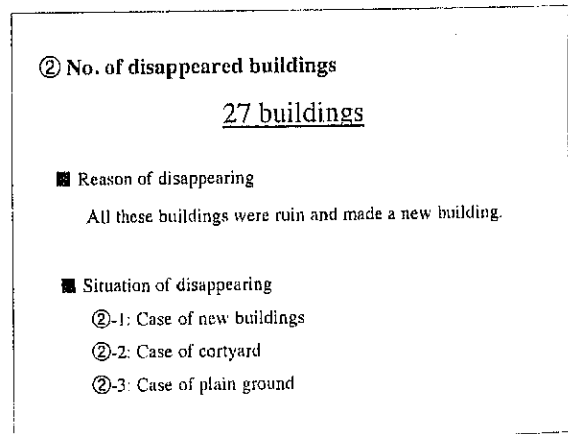 ② No. of disappeared buildings
27 buildings
■ Reason of disappearing
All these buildings were ruin and made a new building.
■ Situation of disappearing
②-1: Case of new buildings
②-2: Case of cortyard
②-3: Case of plain ground